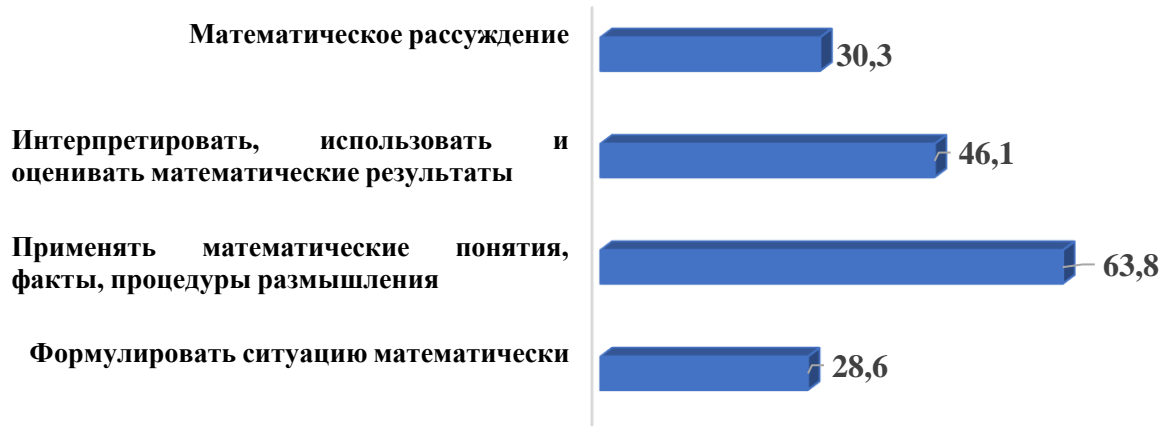 Математическое рассуждение
30,3
Интерпретировать, использовать и
оценивать математические результаты
46,1
Применять математические понятия,
факты, процедуры размышления
63,8
Формулировать ситуацию математически
28,6